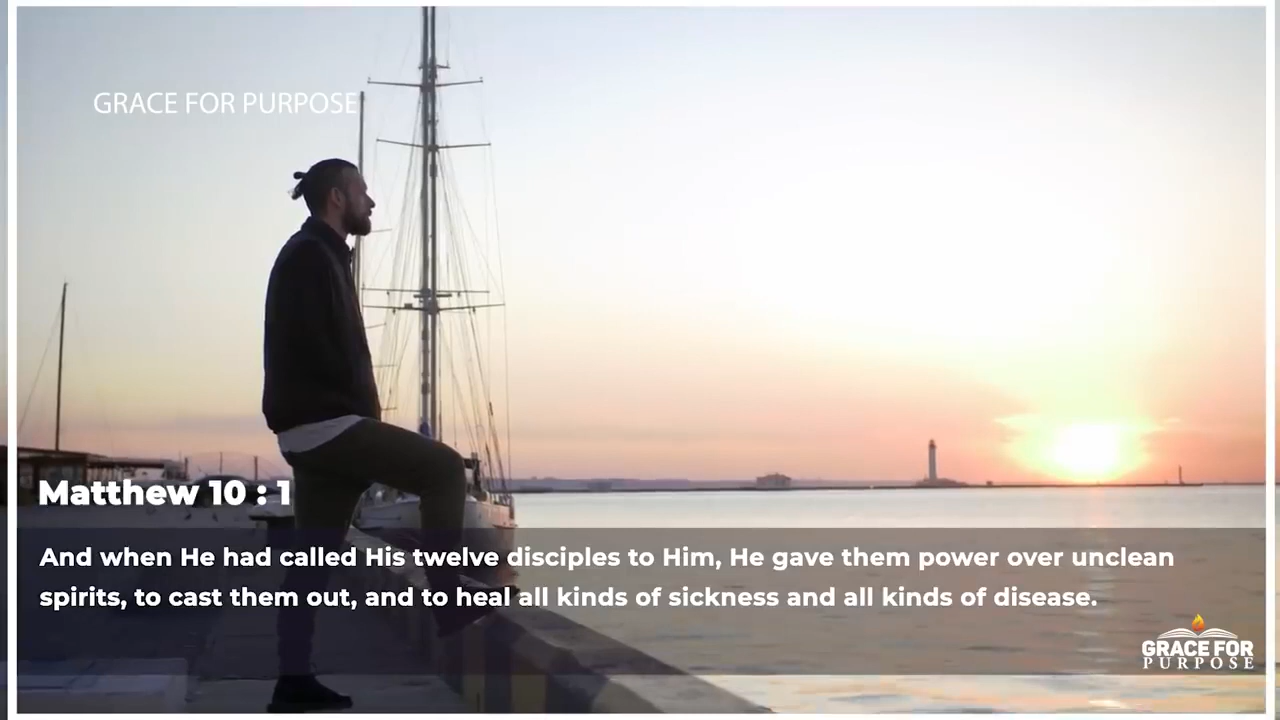 GRACE FOR PURPOSE
Matthew 10 : 1
And when He had called His twelve disciples to Him, He gave them power over unclean
spirits, to cast them out, and to heal all kinds of sickness and all kinds of disease.
GRACE FOR
PURPOSE